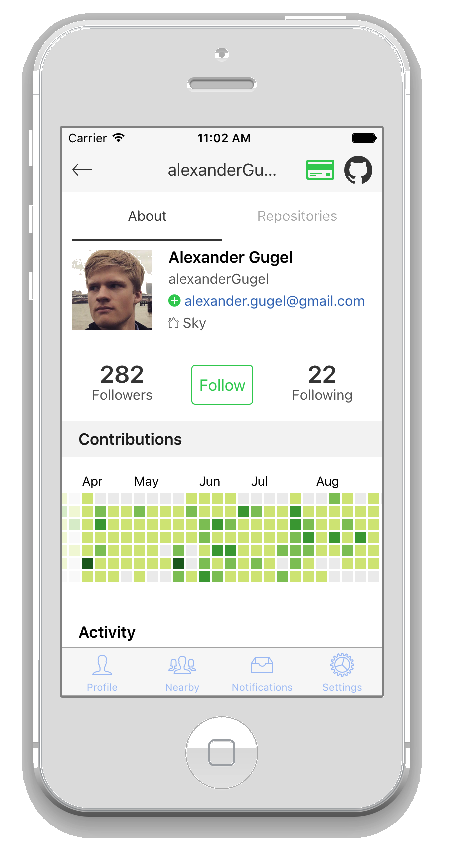 Carrier 11:02 AM
alexanderGu...
About Repositories
Alexander Gugel
alexanderGugel
alexander.gugel@gmail.com
Sky
282 22
Followers Follow Following
Contributions
Apr May Jun Jul Aug
Activity
Profile Nearby Notifications Settings